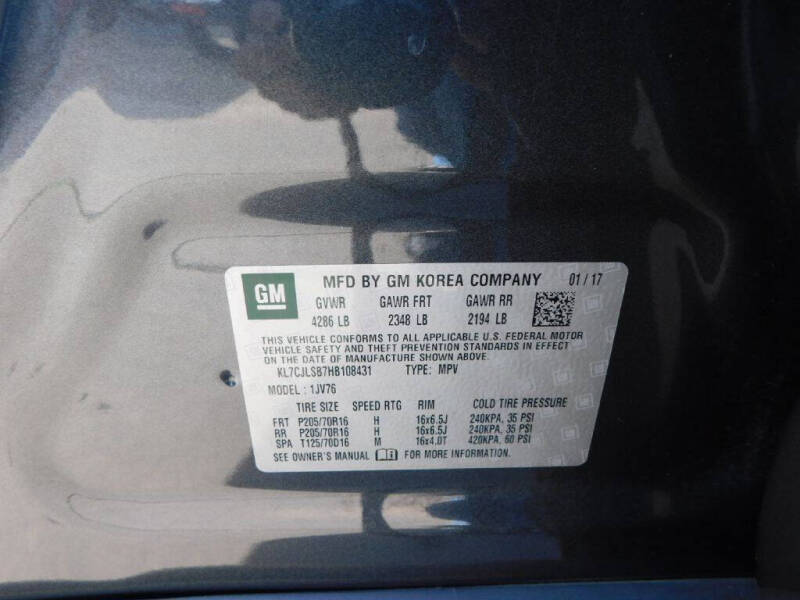 GM MFD BY GM KOREA COMPANY 01 / 17
GVWR GAWR FRT GAWR RR
4286 LB 2348 LB 2194 LB
THIS VEHICLE CONFORMS TO ALL APPLICABLE U.S. FEDERAL MOTOR
VEHICLE SAFETY AND THEFT PREVENTION STANDARDS IN EFFECT
ON THE DATE OF MANUFACTURE SHOWN ABOVE.
KL7CJLSB7HB108431 TYPE: MPV
MODEL : 1JV76
TIRE SIZE SPEED RTG RIM COLD TIRE PRESSURE
FRT P205/70R16 H 16x6.5J 240KPA, 35 PSI
RR P205/70R16 H 16x6.5J 240KPA, 35 PSI
SPA T125/70D16 M 16x4.0T 420KPA, 60 PSI
SEE OWNER'S MANUAL FOR MORE INFORMATION.